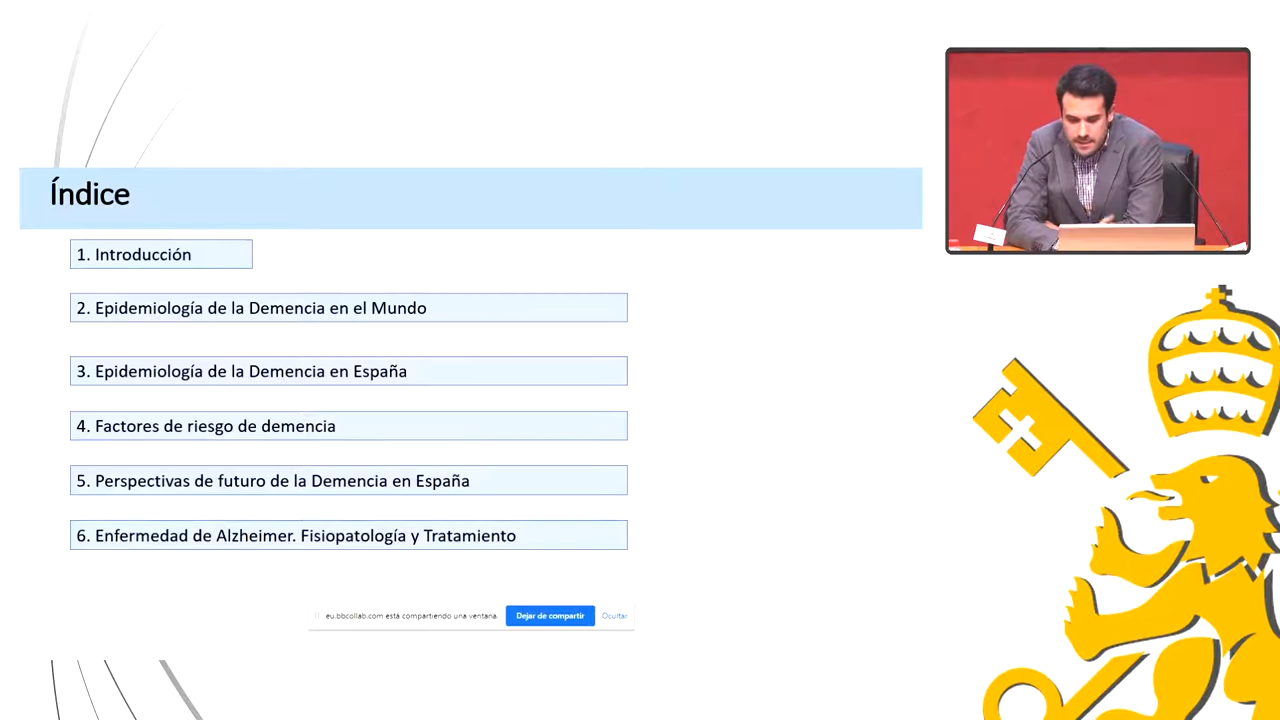 Índice
1. Introducción
2. Epidemiología de la Demencia en el Mundo
3. Epidemiología de la Demencia en España
4. Factores de riesgo de demencia
5. Perspectivas de futuro de la Demencia en España
6. Enfermedad de Alzheimer. Fisiopatología y Tratamiento
eu.bbcollab.com está compartiendo una ventana. Dejar de compartir Ocultar